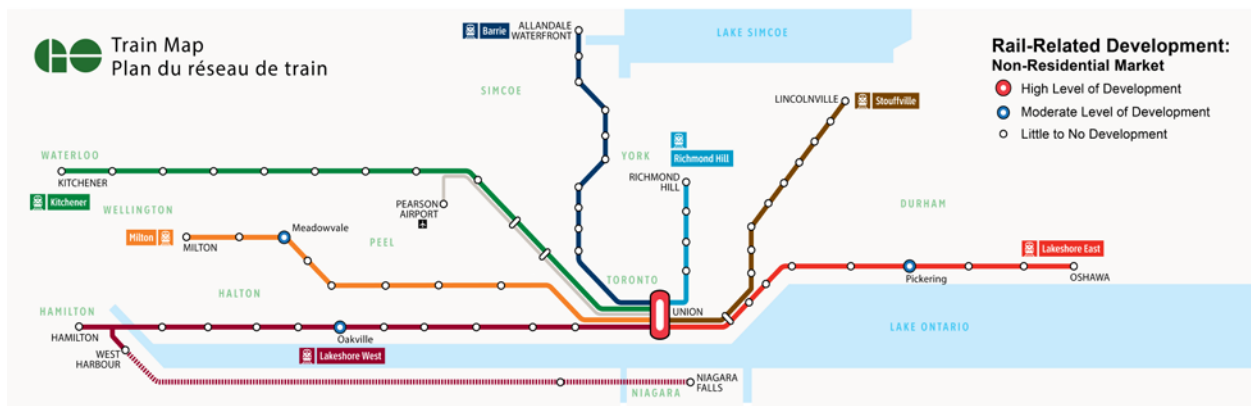 GO
Train Map
Plan du réseau de train
Barrie
ALLANDALE
WATERFRONT
LAKE SIMCOE
Rail-Related Development:
Non-Residential Market
High Level of Development
Moderate Level of Development
Little to No Development
SIMCOE
LINCOLNVILLE
Stouffville
WATERLOO
KITCHENER
Kitchener
YORK
Richmond Hill
RICHMOND
HILL
WELLINGTON
PEARSON
AIRPORT
DURHAM
Milton
MILTON
Meadowvale
PEEL
Lakeshore East
TORONTO
Pickering
OSHAWA
HALTON
HAMILTON
UNION
LAKE ONTARIO
HAMILTON
Oakville
WEST
HARBOUR
Lakeshore West
NIAGARA
FALLS
NIAGARA